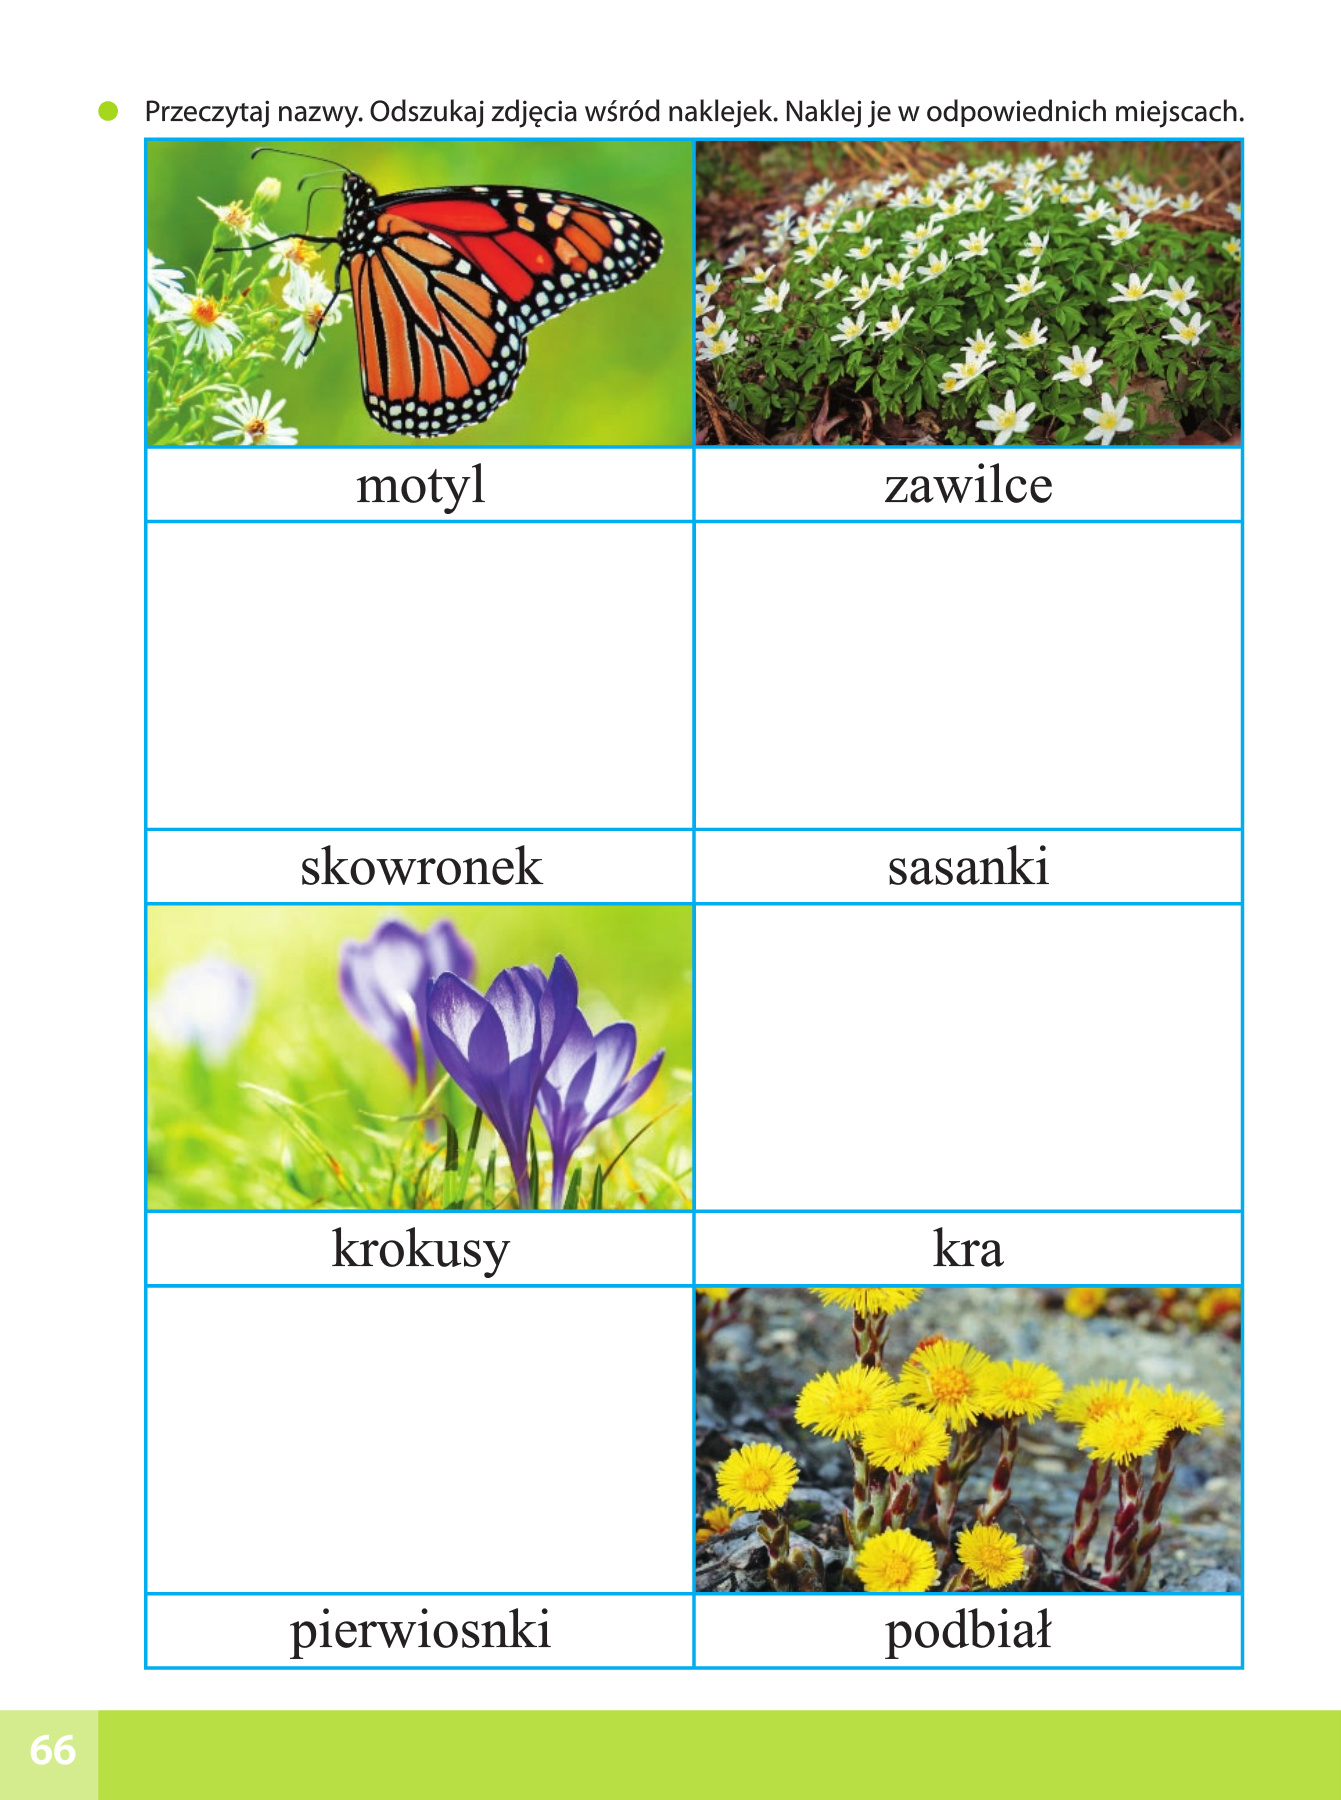 Przeczytaj nazwy. Odszukaj zdjęcia wśród naklejek. Naklej je w odpowiednich miejscach.
motyl
zawilce
skowronek
sasanki
krokusy
kra
pierwiosnki
podbiał
66